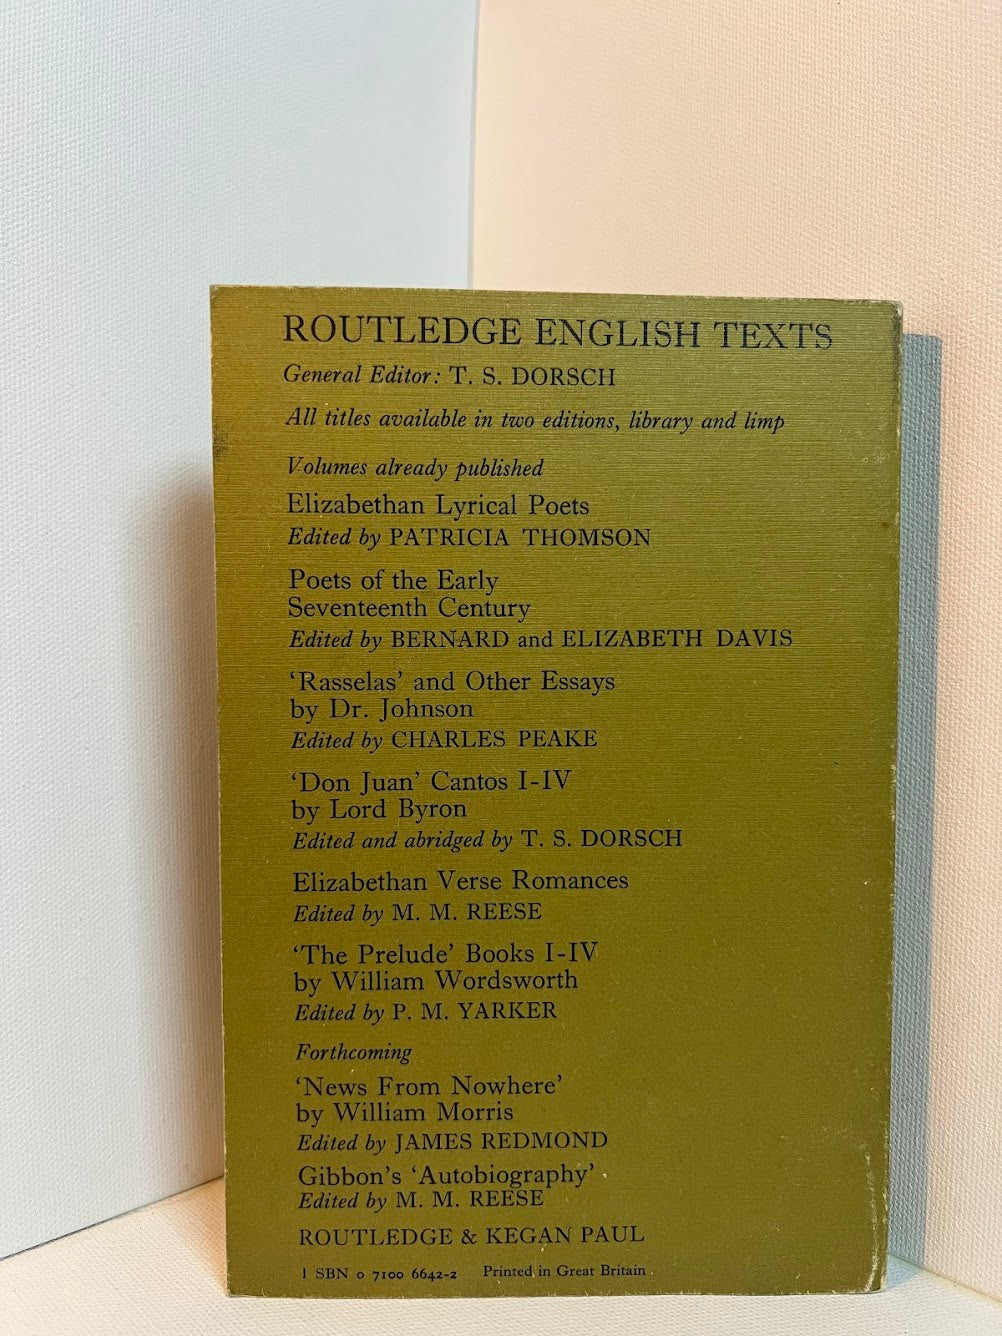 ROUTLEDGE ENGLISH TEXTS
General Editor: T. S. DORSCH
All titles available in two editions, library and limp
Volumes already published
Elizabethan Lyrical Poets
Edited by PATRICIA THOMSON
Poets of the Early
Seventeenth Century
Edited by BERNARD and ELIZABETH DAVIS
‘Rasselas’ and Other Essays
by Dr. Johnson
Edited by CHARLES PEAKE
‘Don Juan’ Cantos I-IV
by Lord Byron
Edited and abridged by T. S. DORSCH
Elizabethan Verse Romances
Edited by M. M. REESE
‘The Prelude’ Books I-IV
by William Wordsworth
Edited by P. M. YARKER
Forthcoming
‘News From Nowhere’
by William Morris
Edited by JAMES REDMOND
Gibbon's ‘Autobiography’
Edited by M. M. REESE
ROUTLEDGE & KEGAN PAUL
I SBN 0 7100 6642-2 Printed in Great Britain